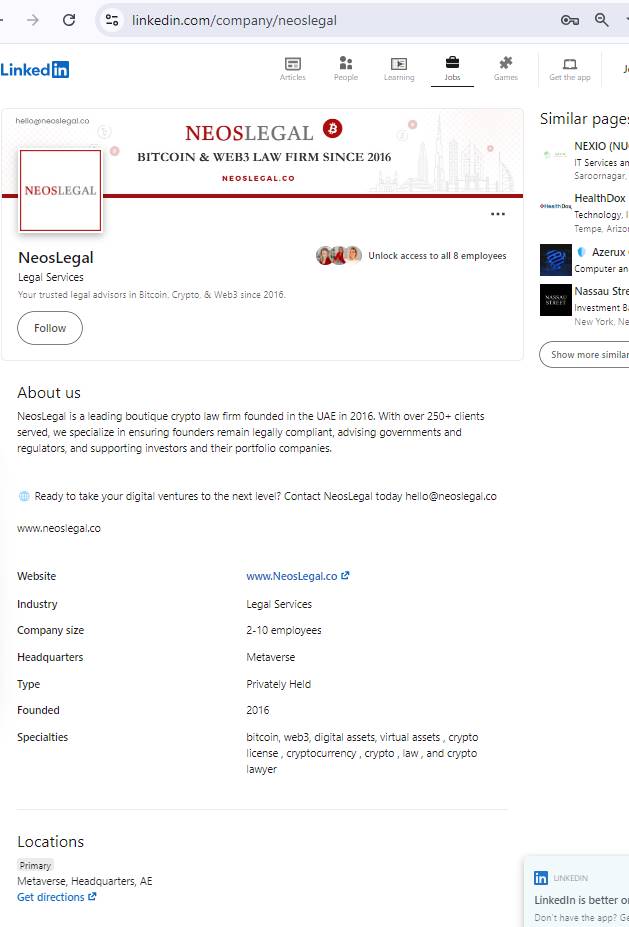 linkedin.com/company/neoslegal
Linkedin
Articles
People
Learning
Jobs
Games
Get the app
hello@neoslegal.co
NEOSLEGAL
BITCOIN & WEB3 LAW FIRM SINCE 2016
NEOSLEGAL.CO
NEOSLEGAL
NeosLegal
Legal Services
Your trusted legal advisors in Bitcoin, Crypto, & Web3 since 2016.
Unlock access to all 8 employees
Follow
About us
NeosLegal is a leading boutique crypto law firm founded in the UAE in 2016. With over 250+ clients
served, we specialize in ensuring founders remain legally compliant, advising governments and
regulators, and supporting investors and their portfolio companies.
Ready to take your digital ventures to the next level? Contact NeosLegal today hello@neoslegal.co
www.neoslegal.co
Website www.NeosLegal.co
Industry Legal Services
Company size 2-10 employees
Headquarters Metaverse
Type Privately Held
Founded 2016
Specialties bitcoin, web3, digital assets, virtual assets , crypto
license , cryptocurrency , crypto , law , and crypto
lawyer
Locations
Primary
Metaverse, Headquarters, AE
Get directions
Similar pages
NEXIO (NU
IT Services an
Saroornagar,
HealthDox
HealthDox
Technology, I
Tempe, Arizo
Azerux
Computer an
NASSAU
STREET
Nassau Stre
Investment B
New York, Ne
Show more similar
LINKEDIN
LinkedIn is better o
Don't have the app? Ge